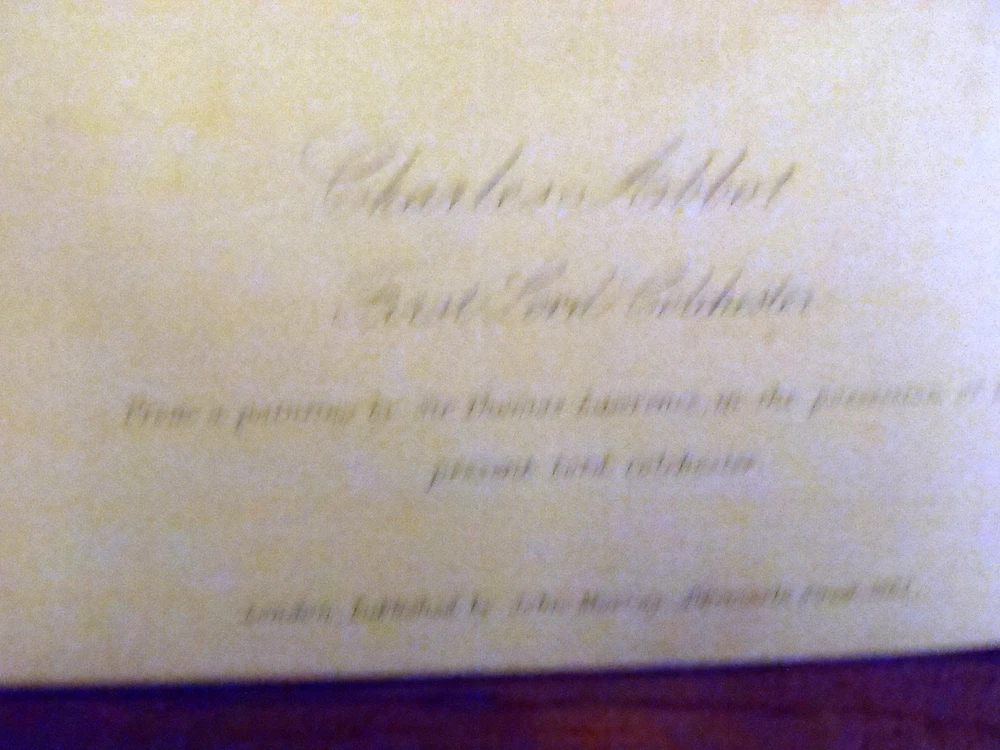 Charles Abbot
First Lord Colchester
From a painting by Sir Thomas Lawrence, in the possession of
present Lord Colchester.
London, Published by John Murray, Albemarle